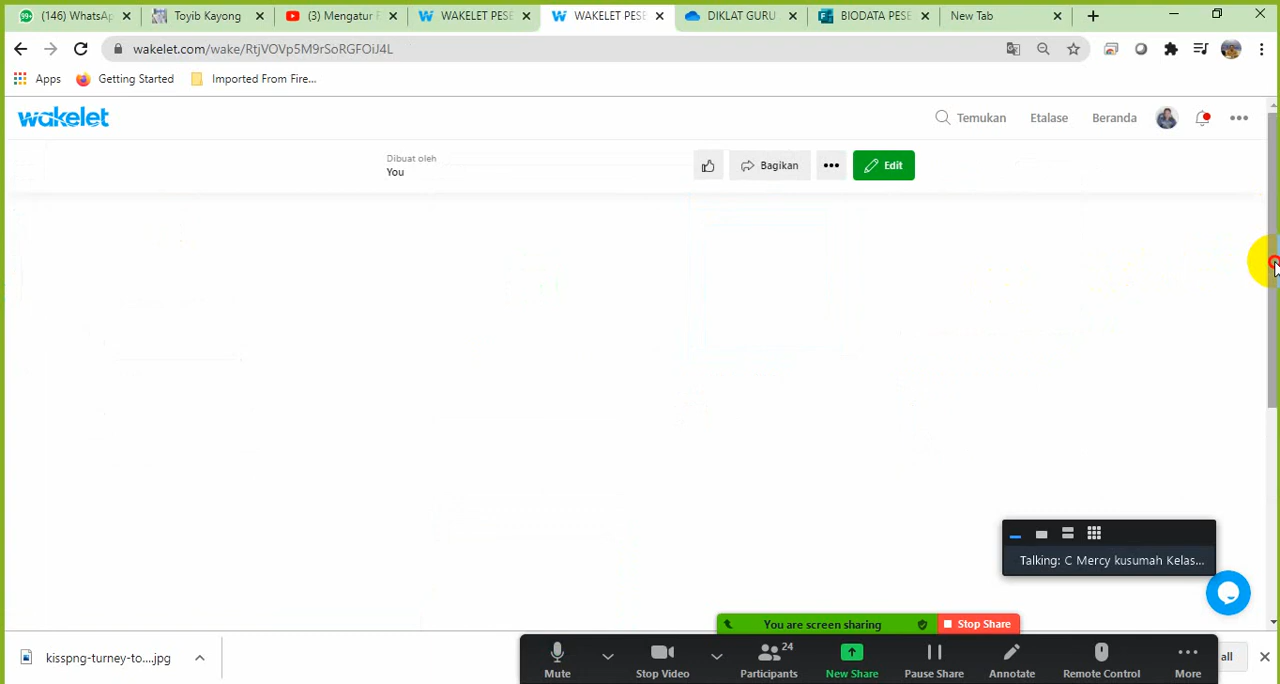 (146) WhatsAp
Toyib Kayong
(3) Mengatur F
WAKELET PESE
WAKELET PESE
DIKLAT GURU
BIODATA PESE
New Tab
wakelet.com/wake/RtjVOVp5M9rSoRGFOiJ4L
Apps
Getting Started
Imported From Fire...
wakelet
Temukan
Etalase
Beranda
Dibuat oleh
You
Bagikan
Edit
Talking: C Mercy kusumah Kelas...
You are screen sharing
Stop Share
kisspng-turney-to....jpg
Mute
Stop Video
24
Participants
New Share
Pause Share
Annotate
Remote Control
More
all